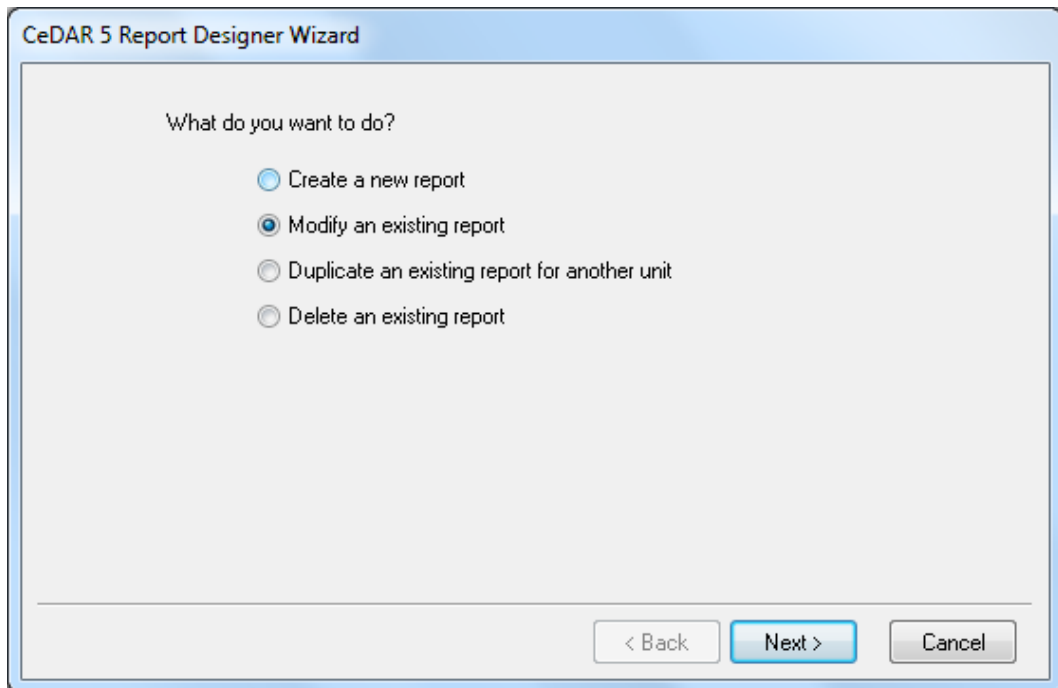 CeDAR 5 Report Designer Wizard
What do you want to do?
Create a new report
Modify an existing report
Duplicate an existing report for another unit
Delete an existing report
< Back Next > Cancel